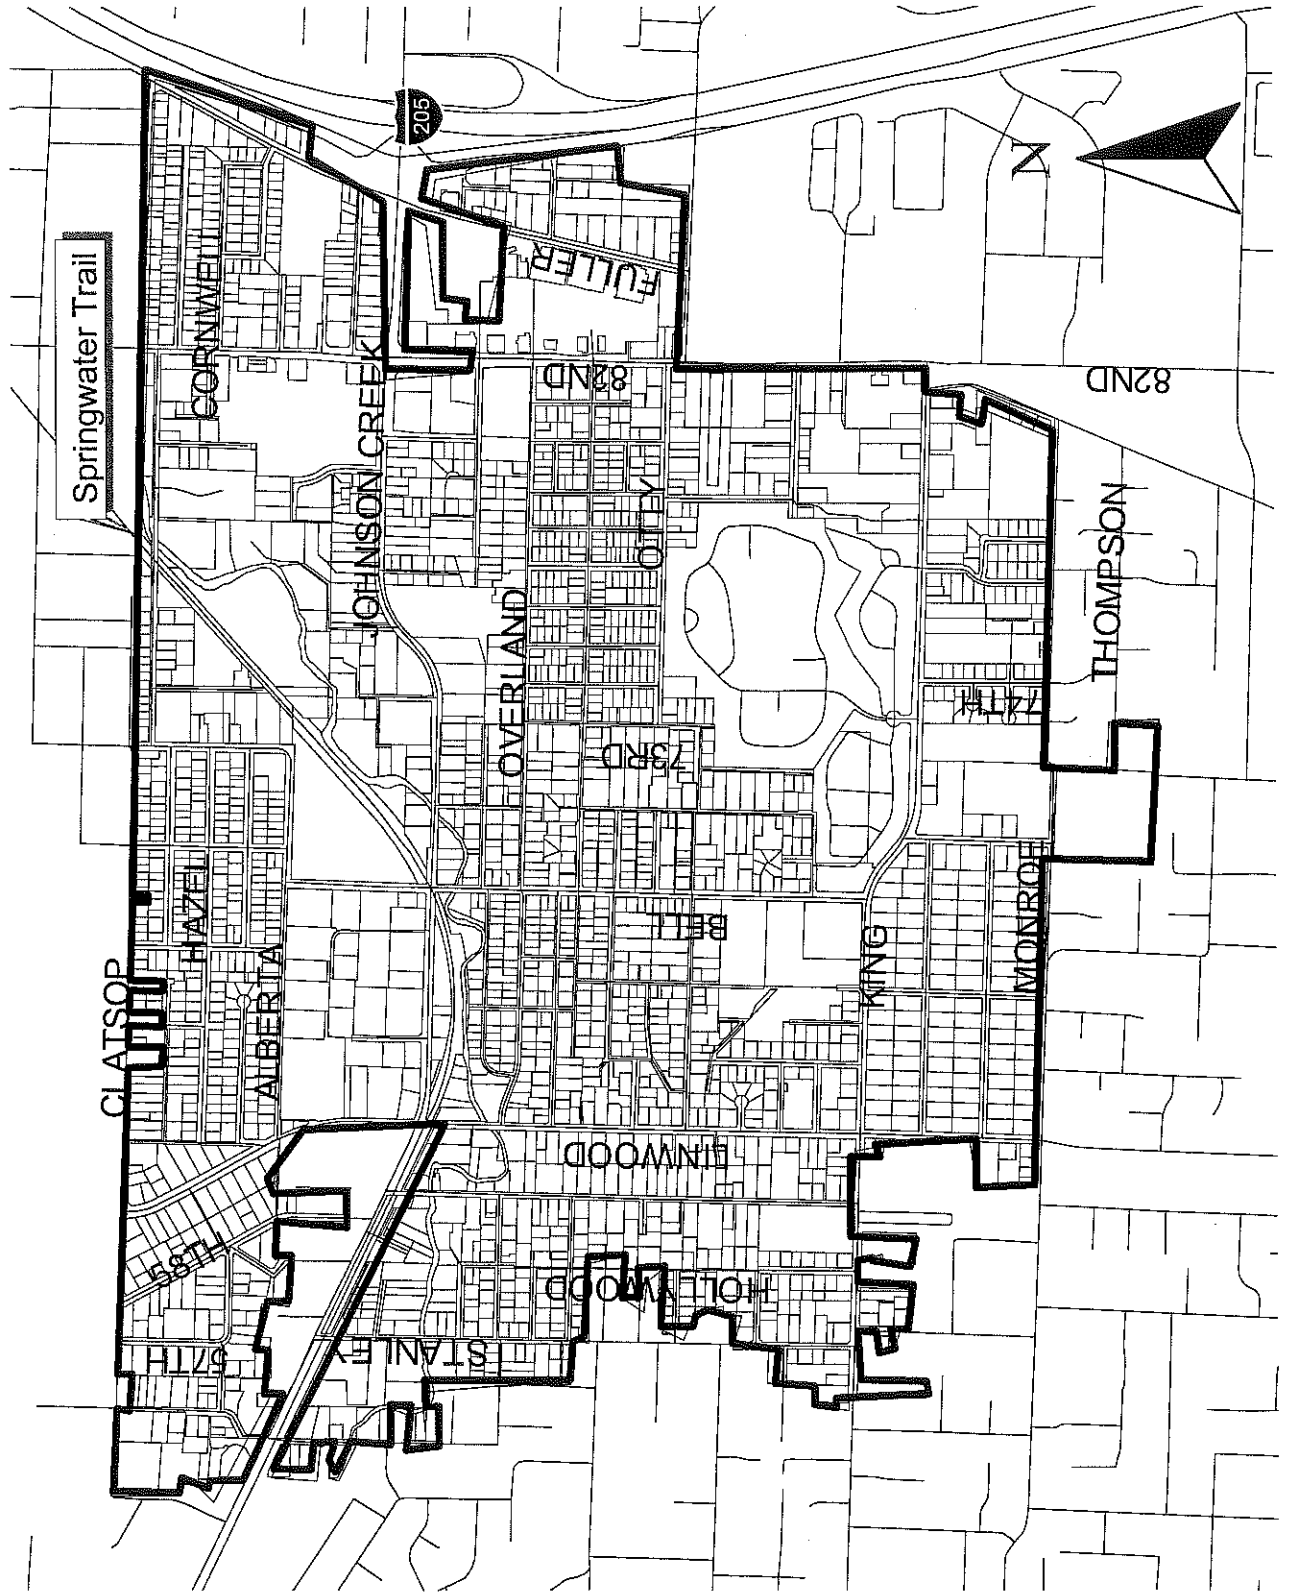 Springwater Trail
CORNWELL
205
N
FULLER
JOHNSON CREEK
82ND
82ND
OTTY
OVERLAND
THOMPSON
74TH
73RD
HAZEL
BELL
MONROE
KING
CLATSOP
ALBERTA
LINWOOD
58TH
HOLLYWOOD
57TH
STANLEY